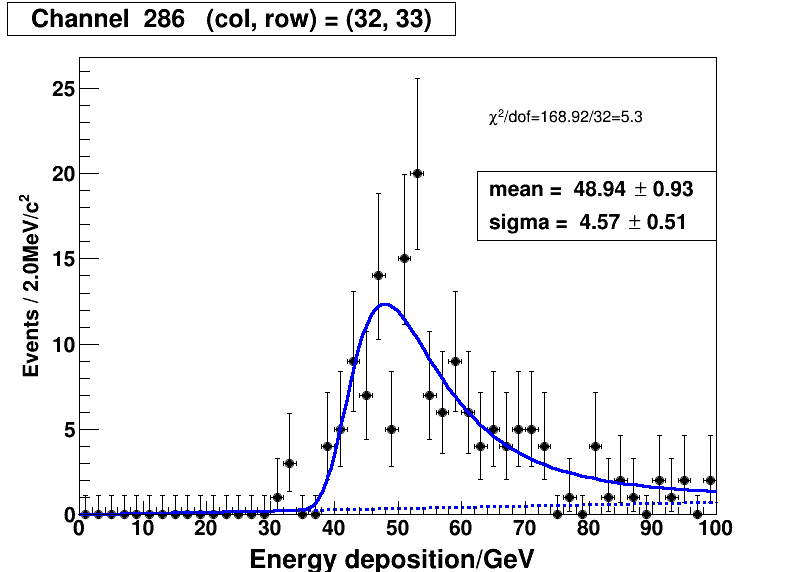 Channel 286 (col, row) = (32, 33)
χ²/dof=168.92/32=5.3
mean = 48.94 ± 0.93
sigma = 4.57 ± 0.51
Events / 2.0MeV/c²
25
20
15
10
5
0
0 10 20 30 40 50 60 70 80 90 100
Energy deposition/GeV